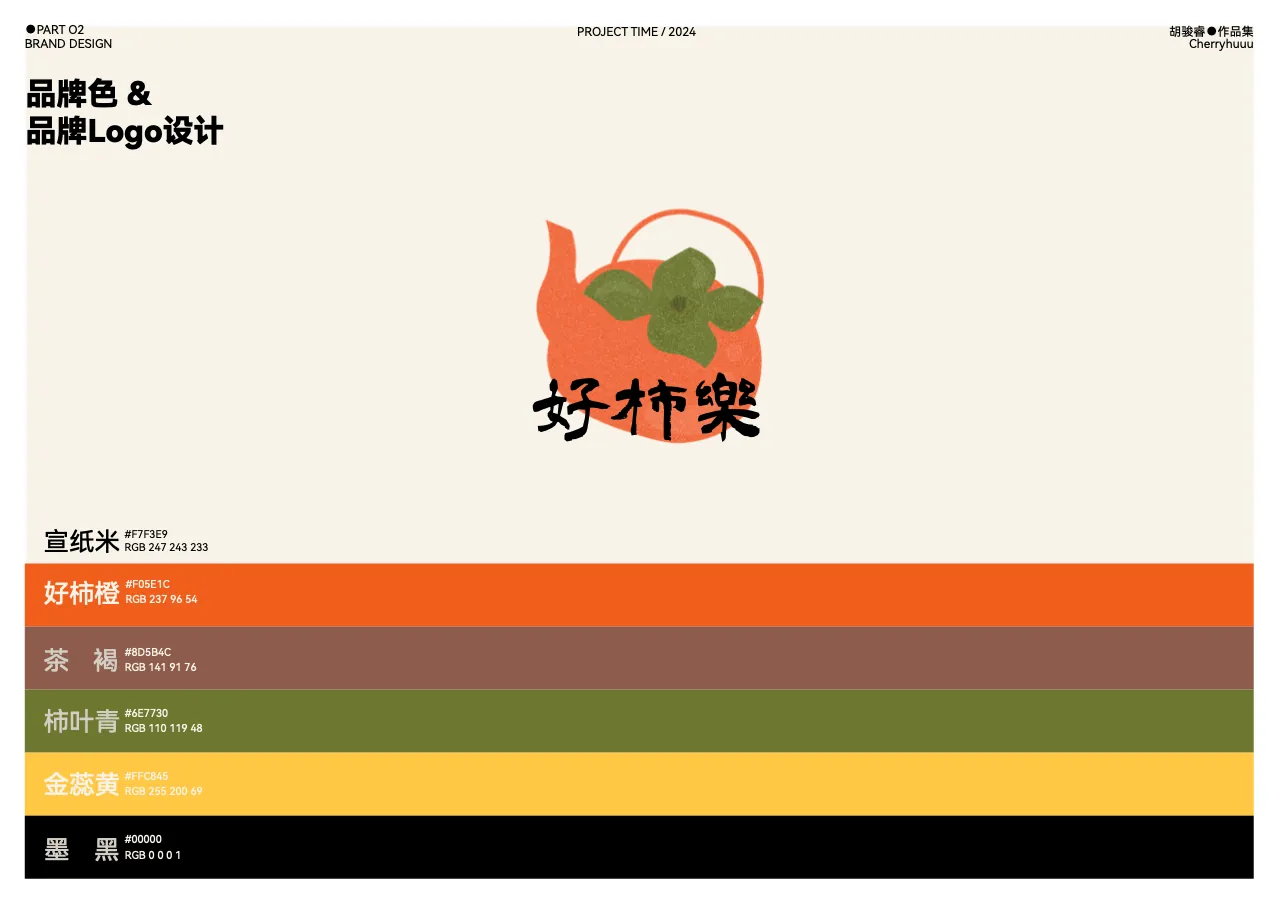 ●PART O2
BRAND DESIGN
PROJECT TIME / 2024
胡骏睿●作品集
Cherryhuuu
品牌色 &
品牌Logo设计
好柿樂
宣纸米
#F7F3E9
RGB 247 243 233
好柿橙
#F05E1C
RGB 237 96 54
茶 褐
#8D5B4C
RGB 141 91 76
柿叶青
#6E7730
RGB 110 119 48
金蕊黄
#FFC845
RGB 255 200 69
墨 黑
#00000
RGB 0 0 0 1